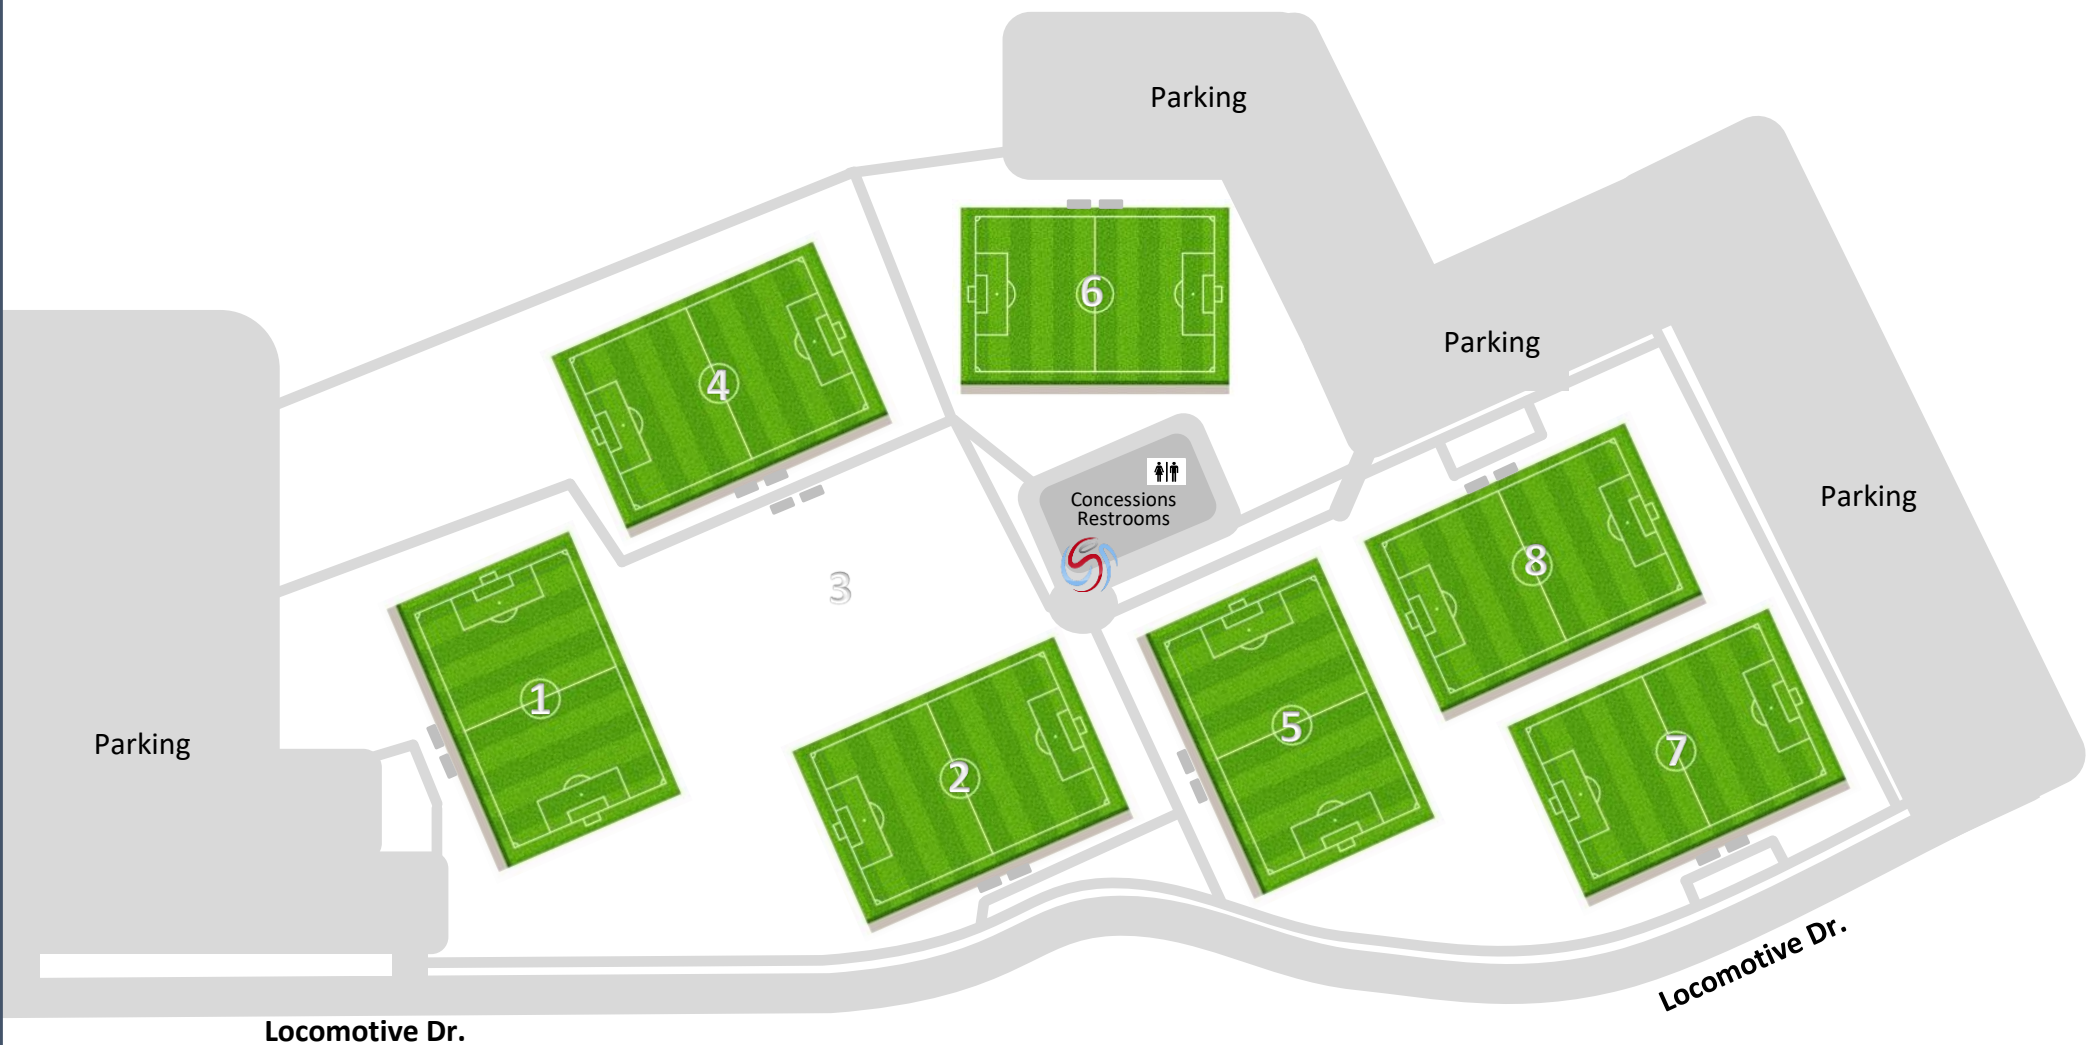 Parking
6
4
Parking
Parking
Concessions
Restrooms
8
3
1
5
7
2
Parking
Locomotive Dr.
Locomotive Dr.